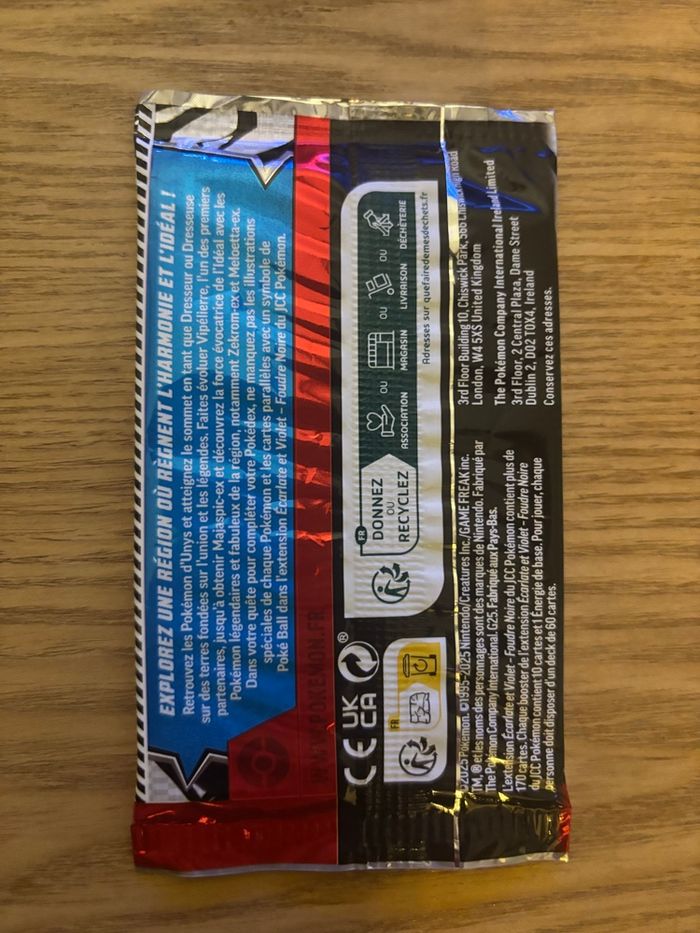 EXPLOREZ UNE RÉGION OÙ RÈGNENT L'HARMONIE ET L'IDÉAL !
Retrouvez les Pokémon d'Unys et atteignez le sommet en tant que Dresseur ou Dresseuse
sur des terres fondées sur l'union et les légendes. Faites évoluer Vipélierre, l'un des premiers
partenaires, jusqu'à obtenir Majaspic-ex et découvrez la force évocatrice de l'Idéal avec les
Pokémon légendaires et fabuleux de la région, notamment Zekrom-ex et Meloetta-ex.
Dans votre quête pour compléter votre Pokédex, ne manquez pas les illustrations
spéciales de chaque Pokémon et les cartes parallèles avec un symbole de
Poké Ball dans l'extension Écarlate et Violet – Foudre Noire du JCC Pokémon.
WWW.POKEMON.FR
CE UK CA ®
FR
FR
DONNEZ
OU
RECYCLEZ
ASSOCIATION OU MAGASIN OU LIVRAISON OU DÉCHÈTERIE
Adresses sur quefairedemesdechets.fr
©2025 Pokémon. ©1995-2025 Nintendo/Creatures Inc./GAME FREAK inc.
TM, ® et les noms des personnages sont des marques de Nintendo. Fabriqué par
The Pokémon Company International. G25. Fabriqué aux Pays-Bas.
L'extension Écarlate et Violet – Foudre Noire du JCC Pokémon contient plus de
170 cartes. Chaque booster de l'extension Écarlate et Violet – Foudre Noire
du JCC Pokémon contient 10 cartes et 1 Énergie de base. Pour jouer, chaque
personne doit disposer d'un deck de 60 cartes.
3rd Floor Building 10, Chiswick Park, 566 Chiswick High Road
London, W4 5XS United Kingdom
The Pokémon Company International Ireland Limited
3rd Floor, 2 Central Plaza, Dame Street
Dublin 2, D02 T0X4, Ireland
Conservez ces adresses.